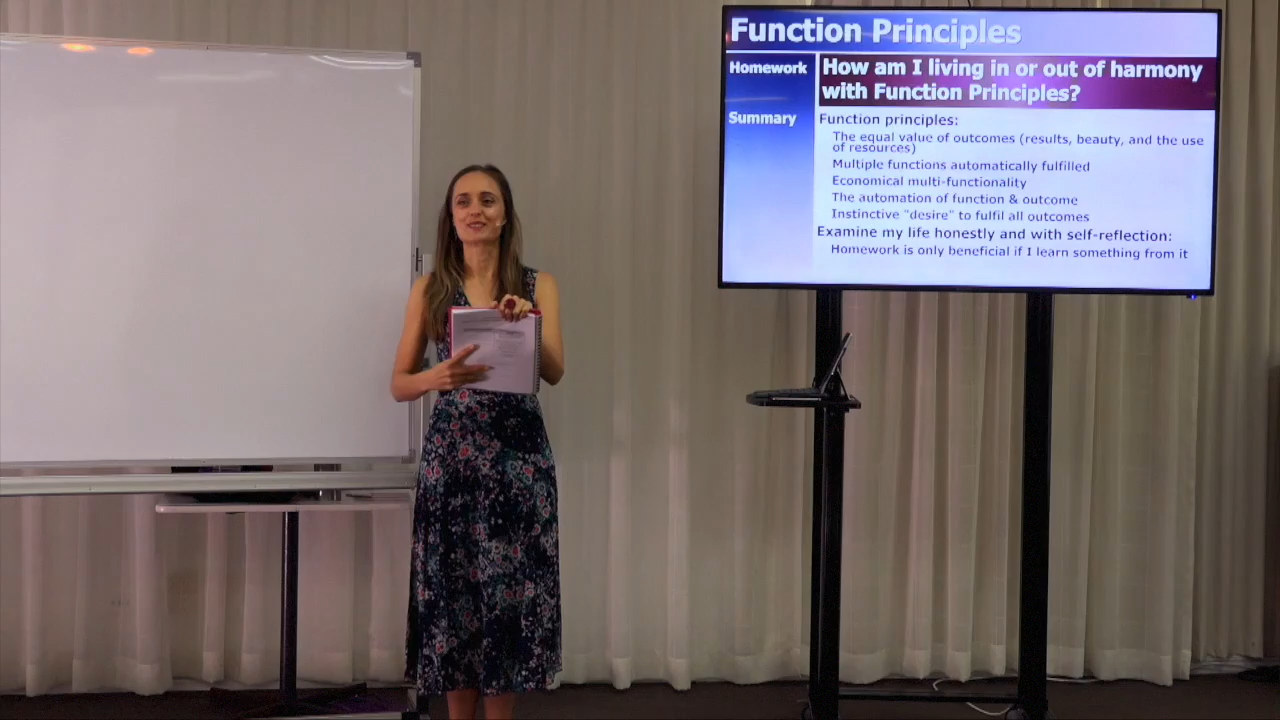 Function Principles
Homework
How am I living in or out of harmony
with Function Principles?
Summary
Function principles:
The equal value of outcomes (results, beauty, and the use
of resources)
Multiple functions automatically fulfilled
Economical multi-functionality
The automation of function & outcome
Instinctive "desire" to fulfil all outcomes
Examine my life honestly and with self-reflection:
Homework is only beneficial if I learn something from it